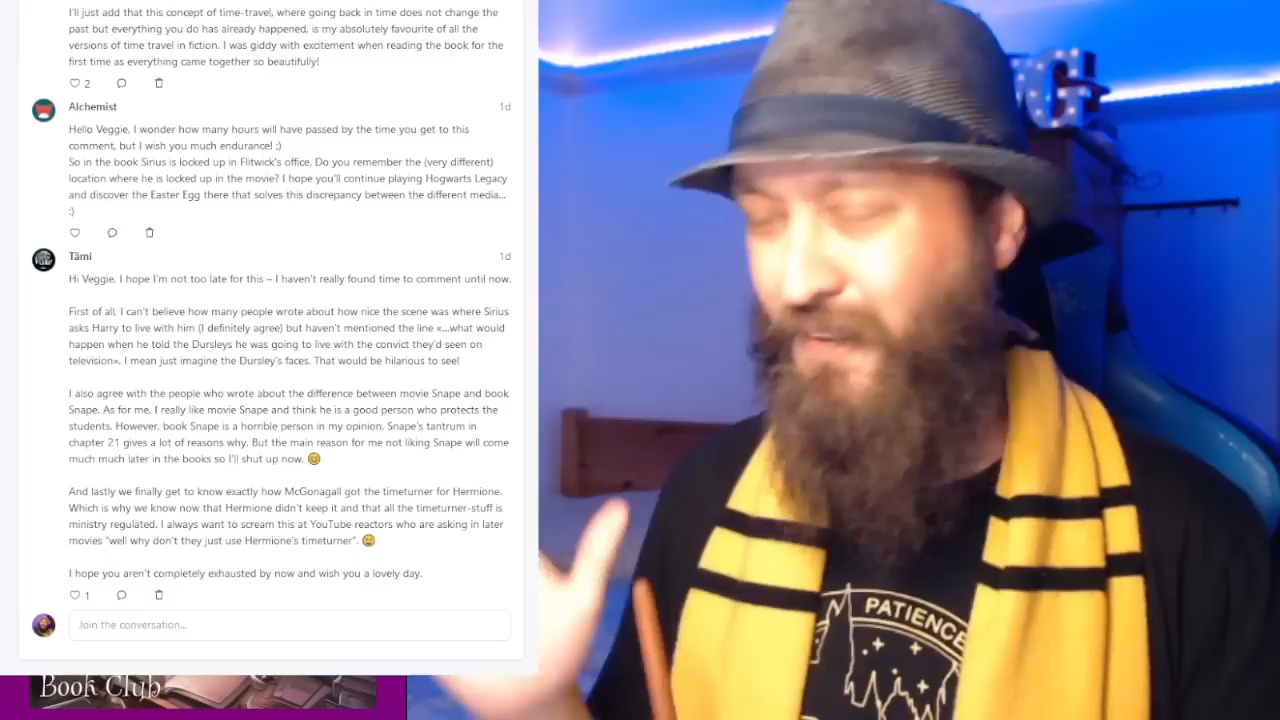 I'll just add that this concept of time-travel, where going back in time does not change the
past but everything you do has already happened, is my absolutely favourite of all the
versions of time travel in fiction. I was giddy with excitement when reading the book for the
first time as everything came together so beautifully!
2
Alchemist 1d
Hello Veggie, I wonder how many hours will have passed by the time you get to this
comment, but I wish you much endurance! ;)
So in the book Sirius is locked up in Flitwick's office. Do you remember the (very different)
location where he is locked up in the movie? I hope you'll continue playing Hogwarts Legacy
and discover the Easter Egg there that solves this discrepancy between the different media...
:)
Tämi 1d
Hi Veggie, I hope I'm not too late for this – I haven't really found time to comment until now.
First of all, I can't believe how many people wrote about how nice the scene was where Sirius
asks Harry to live with him (I definitely agree) but haven't mentioned the line «...what would
happen when he told the Dursleys he was going to live with the convict they'd seen on
television». I mean just imagine the Dursley's faces. That would be hilarious to see!
I also agree with the people who wrote about the difference between movie Snape and book
Snape. As for me, I really like movie Snape and think he is a good person who protects the
students. However, book Snape is a horrible person in my opinion. Snape's tantrum in
chapter 21 gives a lot of reasons why. But the main reason for me not liking Snape will come
much much later in the books so I'll shut up now. 😊
And lastly we finally get to know exactly how McGonagall got the timeturner for Hermione.
Which is why we know now that Hermione didn't keep it and that all the timeturner-stuff is
ministry regulated. I always want to scream this at YouTube reactors who are asking in later
movies "well why don't they just use Hermione's timeturner". 😄
I hope you aren't completely exhausted by now and wish you a lovely day.
1
Join the conversation...
Book Club
G
PATIENCE